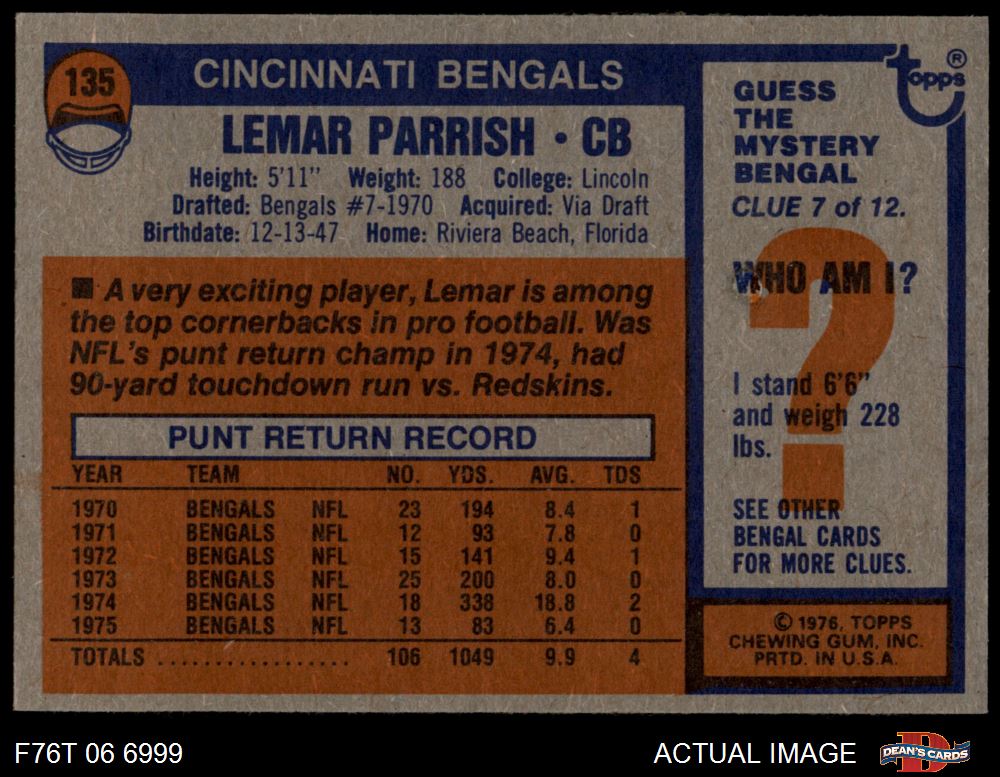 135
CINCINNATI BENGALS
LEMAR PARRISH • CB
Height: 5'11" Weight: 188 College: Lincoln
Drafted: Bengals #7-1970 Acquired: Via Draft
Birthdate: 12-13-47 Home: Riviera Beach, Florida
■ A very exciting player, Lemar is among
the top cornerbacks in pro football. Was
NFL's punt return champ in 1974, had
90-yard touchdown run vs. Redskins.
PUNT RETURN RECORD
YEAR TEAM NO. YDS. AVG. TDS
1970 BENGALS NFL 23 194 8.4 1
1971 BENGALS NFL 12 93 7.8 0
1972 BENGALS NFL 15 141 9.4 1
1973 BENGALS NFL 25 200 8.0 0
1974 BENGALS NFL 18 338 18.8 2
1975 BENGALS NFL 13 83 6.4 0
TOTALS ................. 106 1049 9.9 4
topps ®
GUESS
THE
MYSTERY
BENGAL
CLUE 7 of 12.
?
WHO AM I?
I stand 6'6"
and weigh 228
lbs.
SEE OTHER
BENGAL CARDS
FOR MORE CLUES.
© 1976, TOPPS
CHEWING GUM, INC.
PRTD. IN U.S.A.
F76T 06 6999
ACTUAL IMAGE
D
DEAN'S CARDS